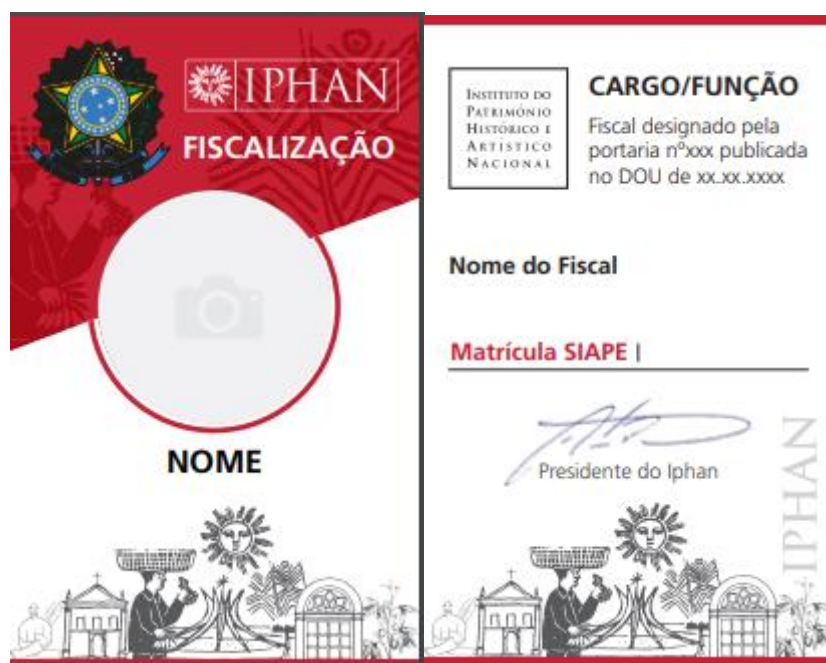 IPHAN
FISCALIZAÇÃO
NOME
INSTITUTO DO
PATRIMÔNIO
HISTÓRICO E
ARTÍSTICO
NACIONAL
CARGO/FUNÇÃO
Fiscal designado pela
portaria nºxxx publicada
no DOU de xx.xx.xxxx
Nome do Fiscal
Matrícula SIAPE |
Presidente do Iphan
IPHAN